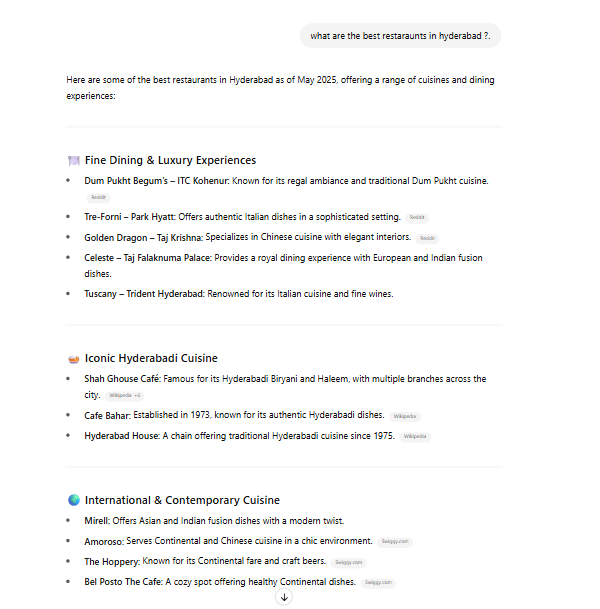 what are the best restaraunts in hyderabad ?.
Here are some of the best restaurants in Hyderabad as of May 2025, offering a range of cuisines and dining
experiences:
Fine Dining & Luxury Experiences
Dum Pukht Begum's – ITC Kohenur: Known for its regal ambiance and traditional Dum Pukht cuisine.
Reddit
Tre-Forni – Park Hyatt: Offers authentic Italian dishes in a sophisticated setting. Reddit
Golden Dragon – Taj Krishna: Specializes in Chinese cuisine with elegant interiors. Reddit
Celeste – Taj Falaknuma Palace: Provides a royal dining experience with European and Indian fusion
dishes.
Tuscany – Trident Hyderabad: Renowned for its Italian cuisine and fine wines.
Iconic Hyderabadi Cuisine
Shah Ghouse Café: Famous for its Hyderabadi Biryani and Haleem, with multiple branches across the
city. Wikipedia
Cafe Bahar: Established in 1973, known for its authentic Hyderabadi dishes. Wikipedia
Hyderabad House: A chain offering traditional Hyderabadi cuisine since 1975. Wikipedia
International & Contemporary Cuisine
Mirell: Offers Asian and Indian fusion dishes with a modern twist.
Amoroso: Serves Continental and Chinese cuisine in a chic environment. Swiggy.com
The Hoppery: Known for its Continental fare and craft beers. Swiggy.com
Bel Posto The Cafe: A cozy spot offering healthy Continental dishes. Swiggy.com